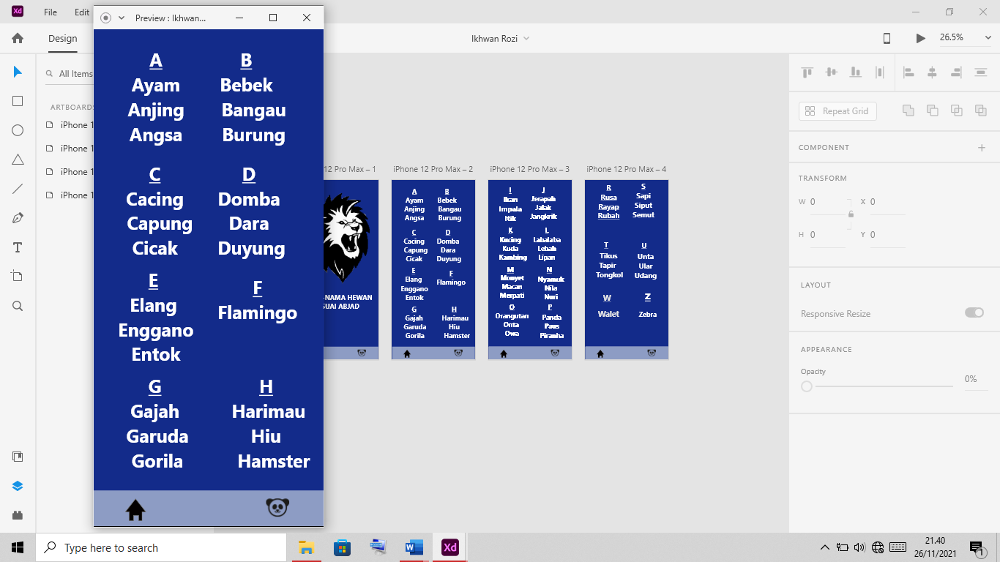 File
Edit
Preview : Ikhwan...
Design
Ikhwan Rozi
26.5%
All Items
ARTBOARDS
iPhone 1
iPhone 1
iPhone 1
iPhone 1
A
Ayam
Anjing
Angsa
B
Bebek
Bangau
Burung
C
Cacing
Capung
Cicak
D
Domba
Dara
Duyung
E
Elang
Enggano
Entok
F
Flamingo
G
Gajah
Garuda
Gorila
H
Harimau
Hiu
Hamster
12 Pro Max – 1
-NAMA HEWAN
SUAI ABJAD
iPhone 12 Pro Max – 2
A
Ayam
Anjing
Angsa
B
Bebek
Bangau
Burung
C
Cacing
Capung
Cicak
D
Domba
Dara
Duyung
E
Elang
Enggano
Entok
F
Flamingo
G
Gajah
Garuda
Gorila
H
Harimau
Hiu
Hamster
iPhone 12 Pro Max – 3
I
Ikan
Impala
Itik
J
Jerapah
Jalak
Jangkrik
K
Kucing
Kuda
Kambing
L
Labalaba
Lebah
Lipan
M
Monyet
Macan
Merpati
N
Nyamuk
Nila
Nuri
O
Orangutan
Onta
Owa
P
Panda
Paus
Piranha
iPhone 12 Pro Max – 4
R
Rusa
Rayap
Rubah
S
Sapi
Siput
Semut
T
Tikus
Tapir
Tongkol
U
Unta
Ular
Udang
W
Walet
Z
Zebra
Repeat Grid
COMPONENT
TRANSFORM
W 0 X 0
H 0 Y 0
LAYOUT
Responsive Resize
APPEARANCE
Opacity
0%
Type here to search
Xd
21.40
26/11/2021
1